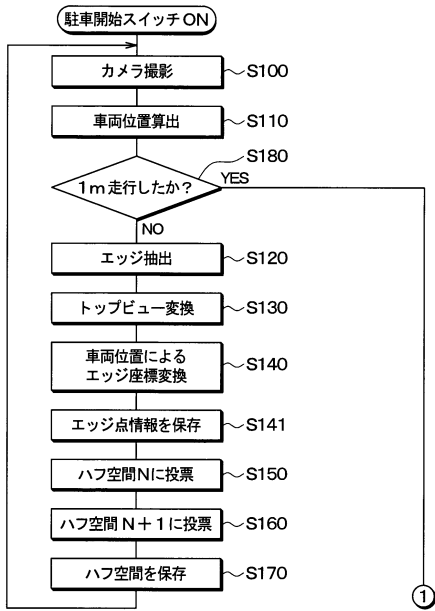 駐車開始スイッチON
カメラ撮影
S100
車両位置算出
S110
S180
1m走行したか?
YES
NO
エッジ抽出
S120
トップビュー変換
S130
車両位置による
エッジ座標変換
S140
エッジ点情報を保存
S141
ハフ空間Nに投票
S150
ハフ空間N+1に投票
S160
ハフ空間を保存
S170
1